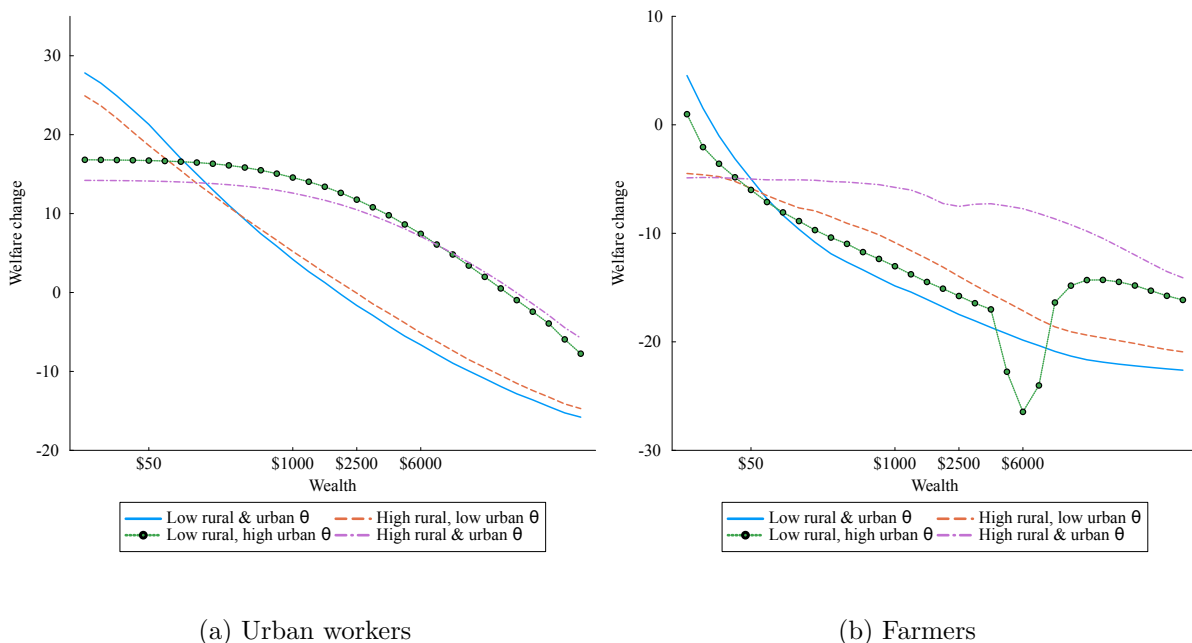 30
20
10
0
-10
-20
Welfare change
$50
$1000
$2500
$6000
Wealth
Low rural & urban θ
High rural, low urban θ
Low rural, high urban θ
High rural & urban θ
(a) Urban workers
10
0
-10
-20
-30
Welfare change
$50
$1000
$2500
$6000
Wealth
Low rural & urban θ
High rural, low urban θ
Low rural, high urban θ
High rural & urban θ
(b) Farmers